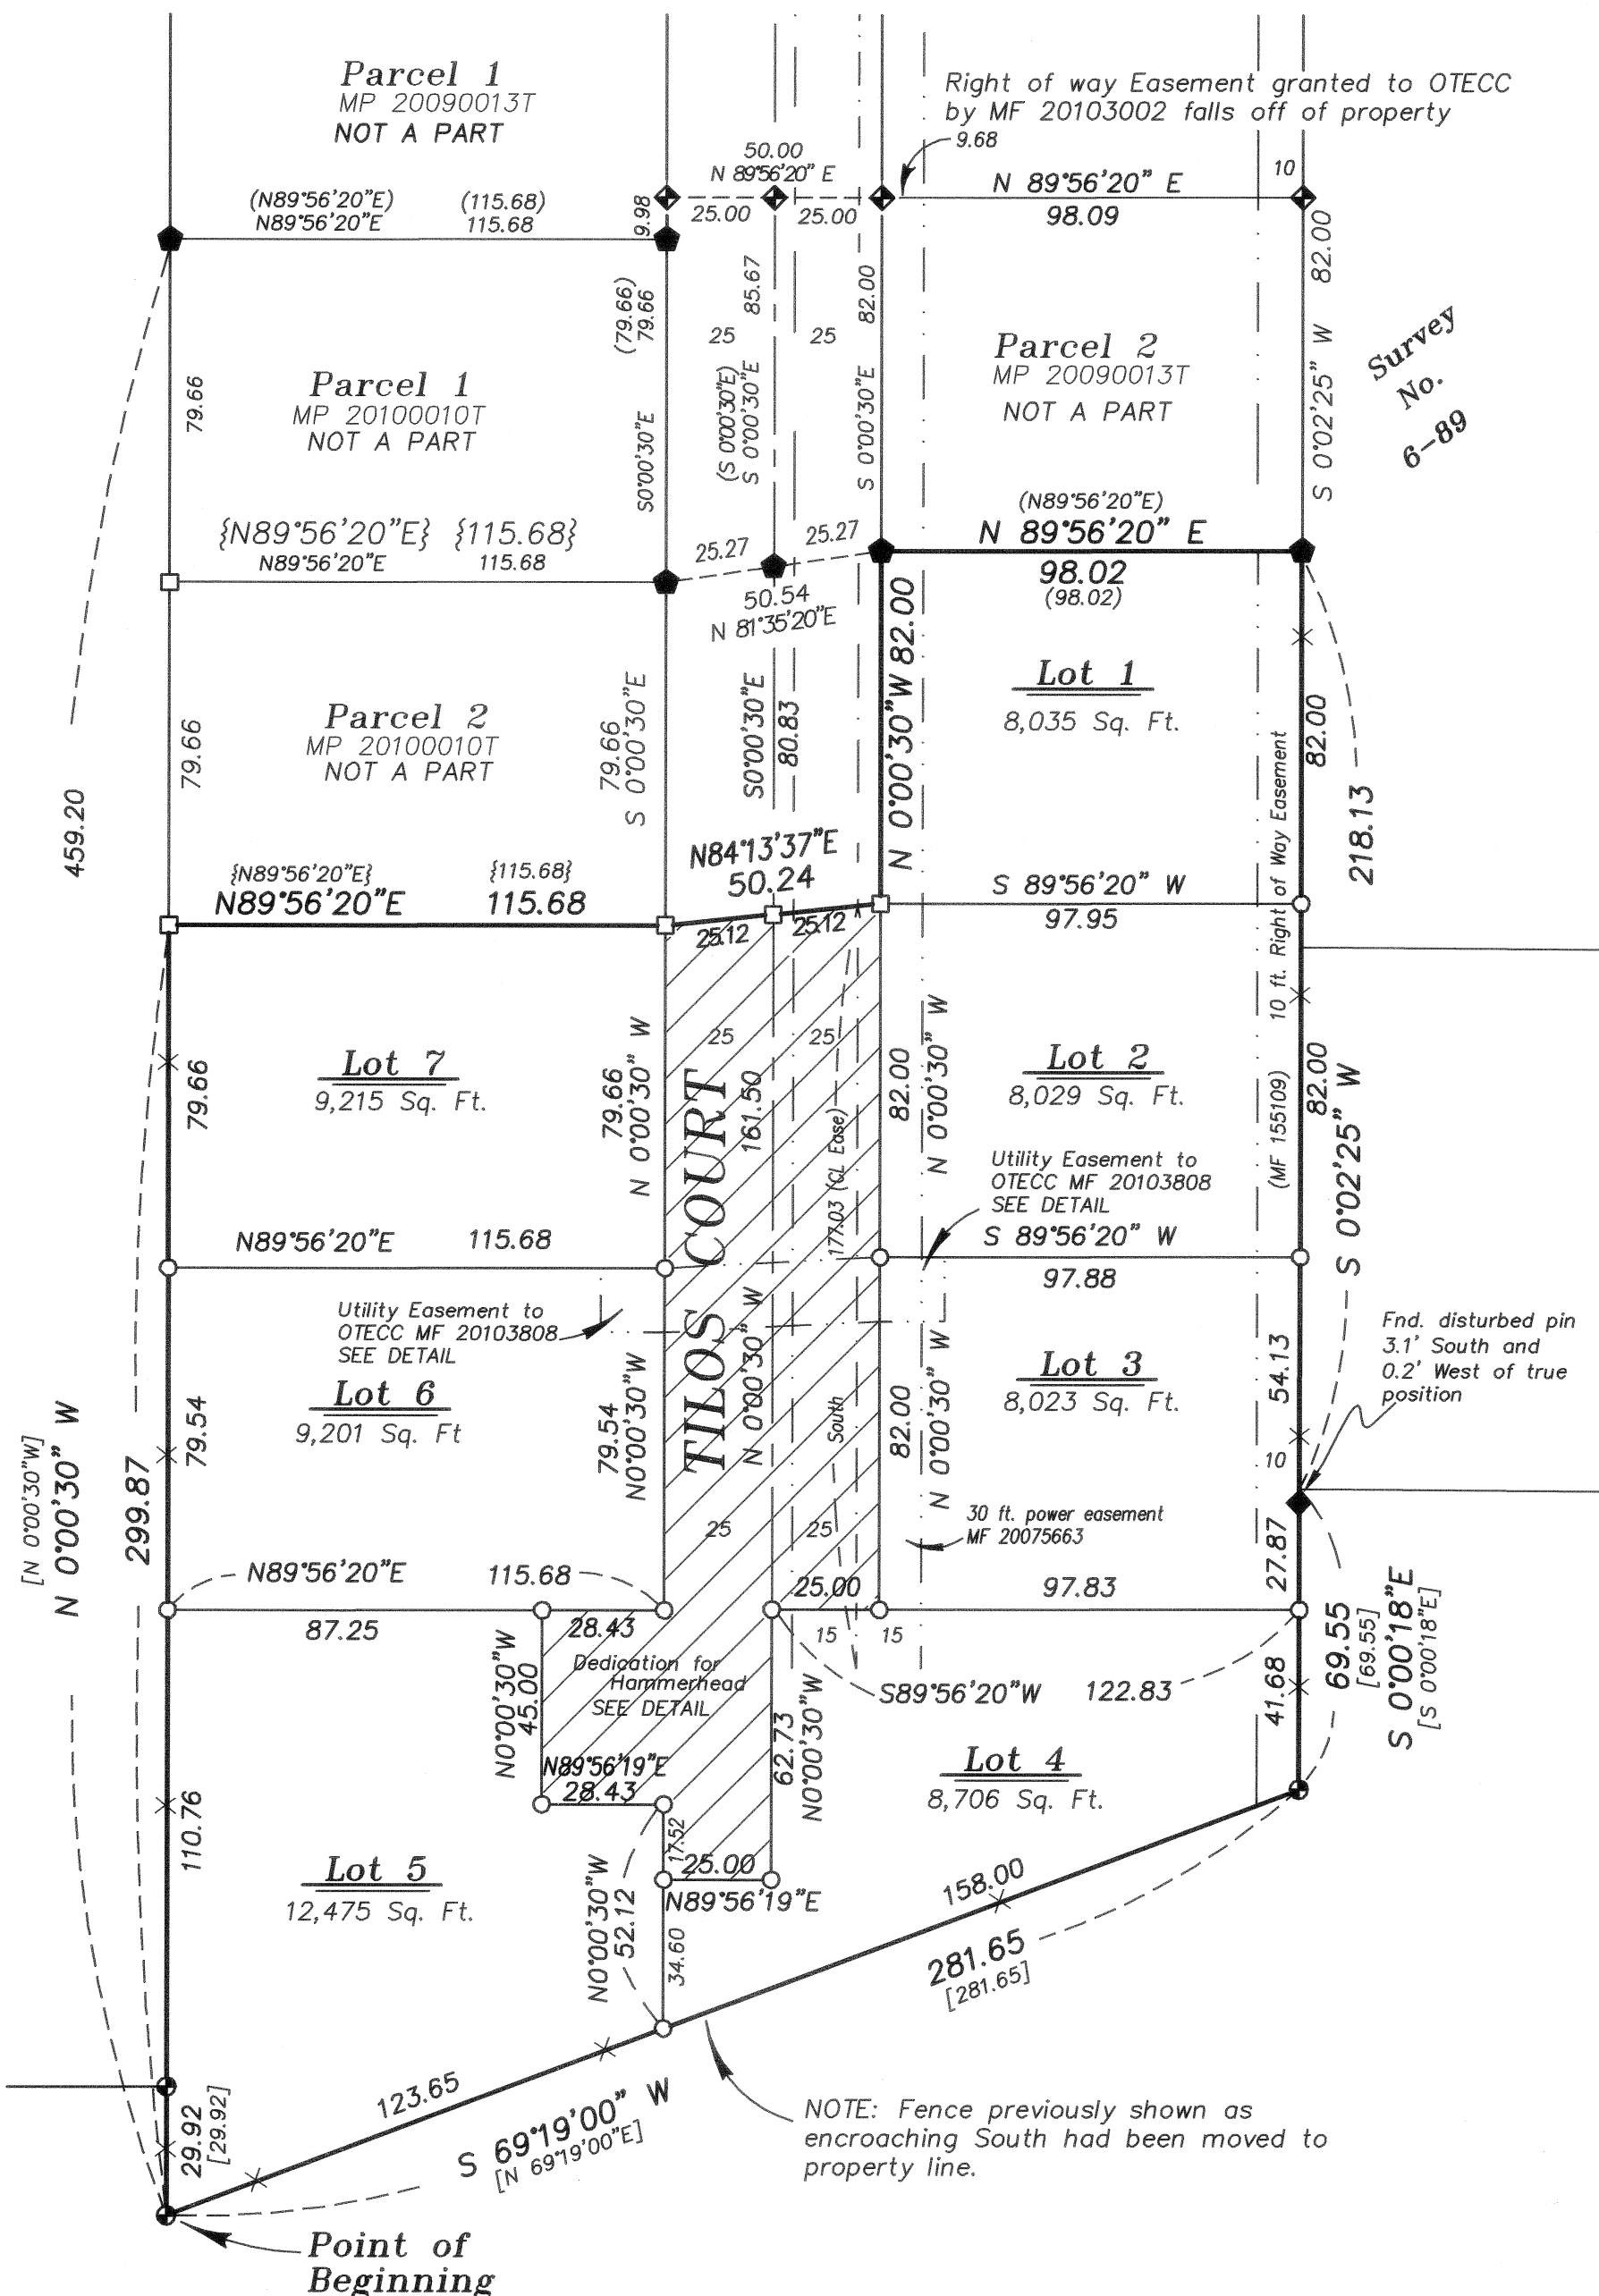 Parcel 1
MP 20090013T
NOT A PART
Right of way Easement granted to OTECC
by MF 20103002 falls off of property
9.68
50.00
N 89°56'20" E
25.00
25.00
N 89°56'20" E
98.09
10
(N89°56'20"E)
(115.68)
N89°56'20"E
115.68
9.98
82.00
S 0°02'25" W
Survey
No.
6-89
79.66
Parcel 1
MP 20100010T
NOT A PART
(79.66)
79.66
S0°00'30"E
25
25
85.67
(S 0°00'30"E)
S 0°00'30"E
82.00
S 0°00'30"E
Parcel 2
MP 20090013T
NOT A PART
{N89°56'20"E}
{115.68}
N89°56'20"E
115.68
25.27
25.27
50.54
N 81°35'20"E
(N89°56'20"E)
N 89°56'20" E
98.02
(98.02)
459.20
79.66
Parcel 2
MP 20100010T
NOT A PART
79.66
S 0°00'30"E
S0°00'30"E
80.83
N 0°00'30"W 82.00
Lot 1
8,035 Sq. Ft.
10 ft. Right of Way Easement
(MF 155109)
82.00
218.13
{N89°56'20"E}
{115.68}
N89°56'20"E
115.68
N84°13'37"E
50.24
25.12
25.12
S 89°56'20" W
97.95
79.66
Lot 7
9,215 Sq. Ft.
79.66
N 0°00'30" W
25
25
161.50
N 0°00'30" W
TILOS COURT
177.03 (CL Ease)
South
82.00
N 0°00'30" W
Lot 2
8,029 Sq. Ft.
82.00
S 0°02'25" W
Utility Easement to
OTECC MF 20103808
SEE DETAIL
S 89°56'20" W
97.88
N89°56'20"E
115.68
Utility Easement to
OTECC MF 20103808
SEE DETAIL
Lot 6
9,201 Sq. Ft
79.54
79.54
N0°00'30"W
25
25
82.00
N 0°00'30" W
Lot 3
8,023 Sq. Ft.
54.13
10
Fnd. disturbed pin
3.1' South and
0.2' West of true
position
[N 0°00'30"W]
N 0°00'30" W
299.87
30 ft. power easement
MF 20075663
27.87
N89°56'20"E
115.68
25.00
97.83
87.25
28.43
15
15
69.55
[69.55]
S 0°00'18"E
[S 0°00'18"E]
N0°00'30"W
45.00
Dedication for
Hammerhead
SEE DETAIL
S89°56'20"W
122.83
41.68
N89°56'19"E
28.43
62.73
N0°00'30"W
Lot 4
8,706 Sq. Ft.
110.76
Lot 5
12,475 Sq. Ft.
17.52
25.00
N89°56'19"E
N0°00'30"W
52.12
34.60
158.00
281.65
[281.65]
123.65
S 69°19'00" W
[N 69°19'00"E]
29.92
[29.92]
NOTE: Fence previously shown as
encroaching South had been moved to
property line.
Point of
Beginning